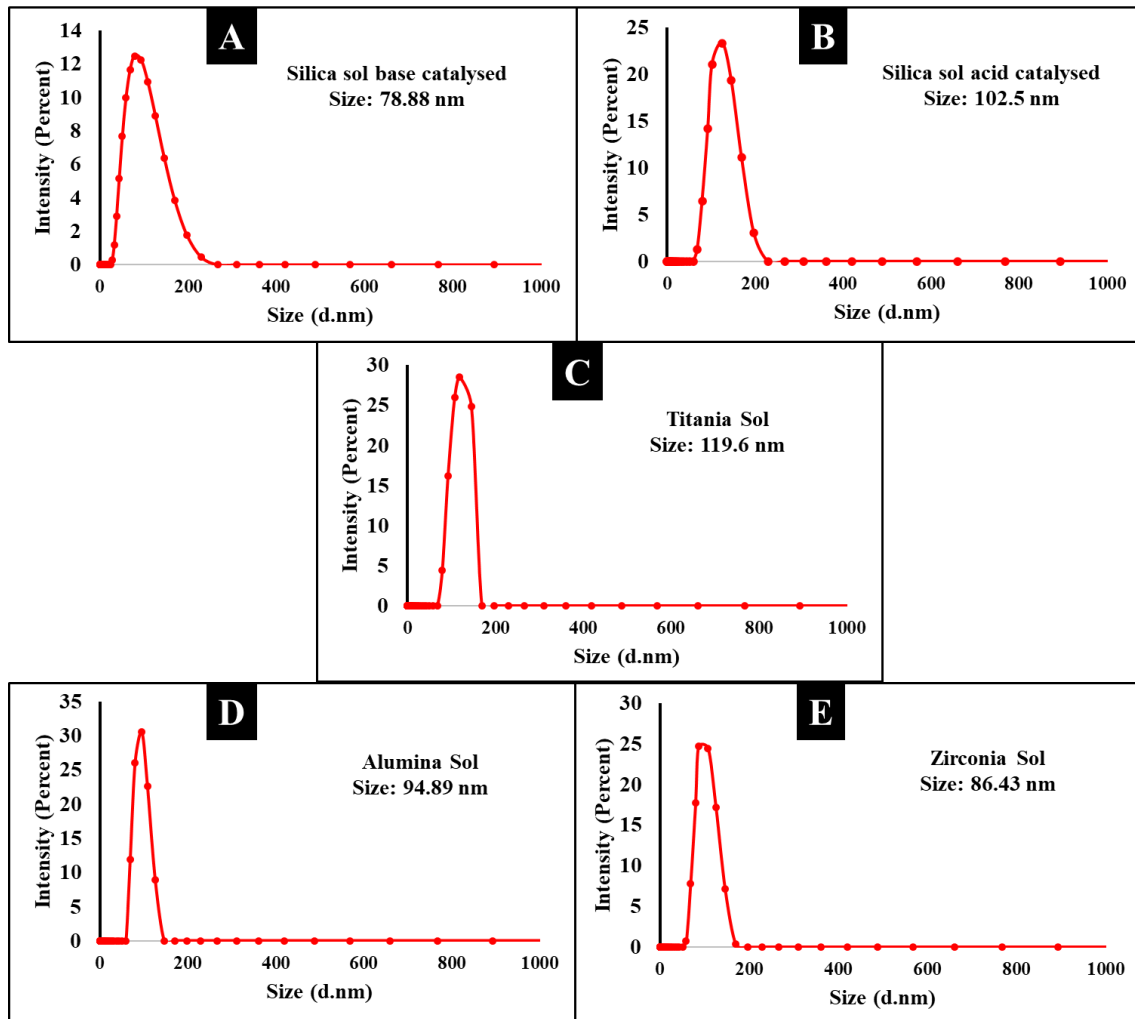 A
Silica sol base catalysed
Size: 78.88 nm
Intensity (Percent)
14
12
10
8
6
4
2
0
0 200 400 600 800 1000
Size (d.nm)
B
Silica sol acid catalysed
Size: 102.5 nm
Intensity (Percent)
25
20
15
10
5
0
0 200 400 600 800 1000
Size (d.nm)
C
Titania Sol
Size: 119.6 nm
Intensity (Percent)
30
25
20
15
10
5
0
0 200 400 600 800 1000
Size (d.nm)
D
Alumina Sol
Size: 94.89 nm
Intensity (Percent)
35
30
25
20
15
10
5
0
0 200 400 600 800 1000
Size (d.nm)
E
Zirconia Sol
Size: 86.43 nm
Intensity (Percent)
30
25
20
15
10
5
0
0 200 400 600 800 1000
Size (d.nm)